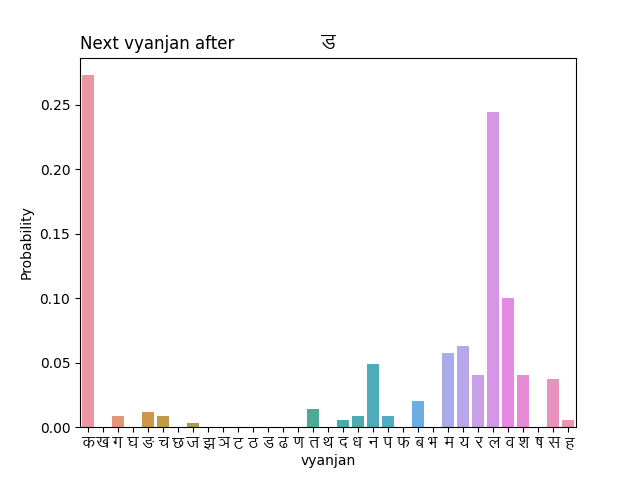 Next vyanjan after ड
Probability
0.25
0.20
0.15
0.10
0.05
0.00
क ख ग घ ङ च छ ज झ ञ ट ठ ड ढ ण त थ द ध न प फ ब भ म य र ल व श ष स ह
vyanjan